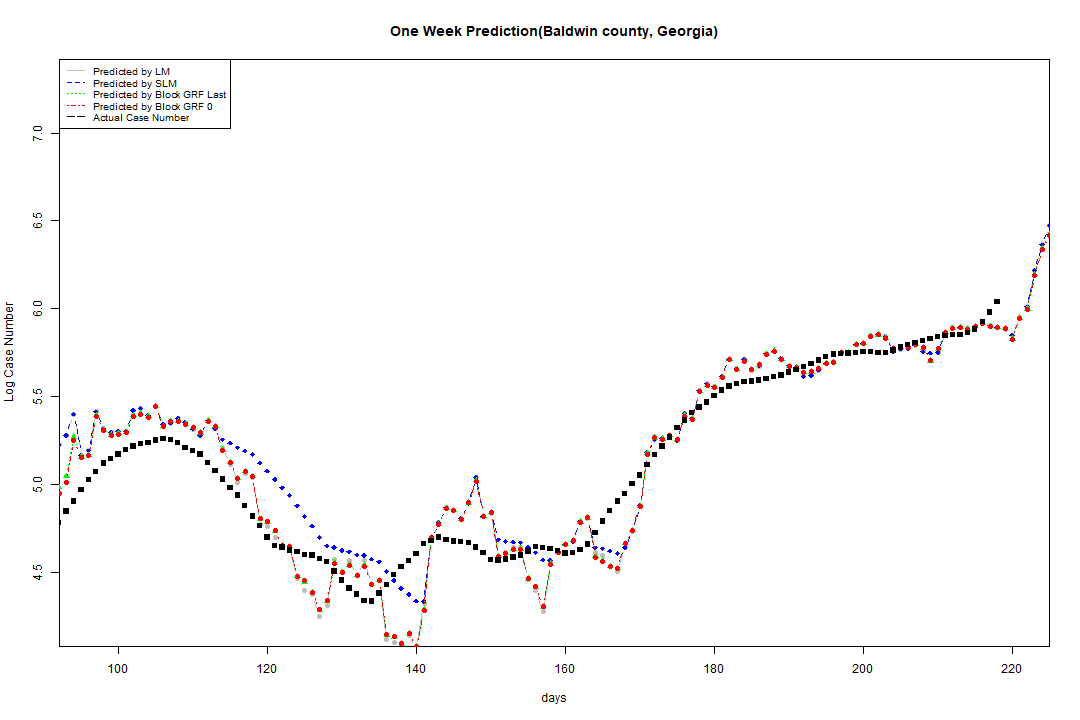 One Week Prediction(Baldwin county, Georgia)
Predicted by LM
Predicted by SLM
Predicted by Block GRF Last
Predicted by Block GRF 0
Actual Case Number
7.0
6.5
6.0
5.5
5.0
4.5
Log Case Number
100 120 140 160 180 200 220
days